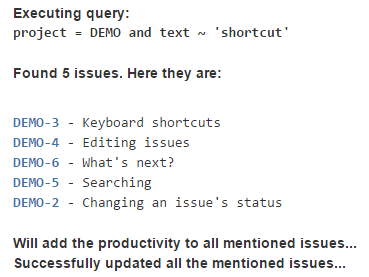 Executing query:
project = DEMO and text ~ 'shortcut'
Found 5 issues. Here they are:
DEMO-3 - Keyboard shortcuts
DEMO-4 - Editing issues
DEMO-6 - What's next?
DEMO-5 - Searching
DEMO-2 - Changing an issue's status
Will add the productivity to all mentioned issues...
Successfully updated all the mentioned issues...